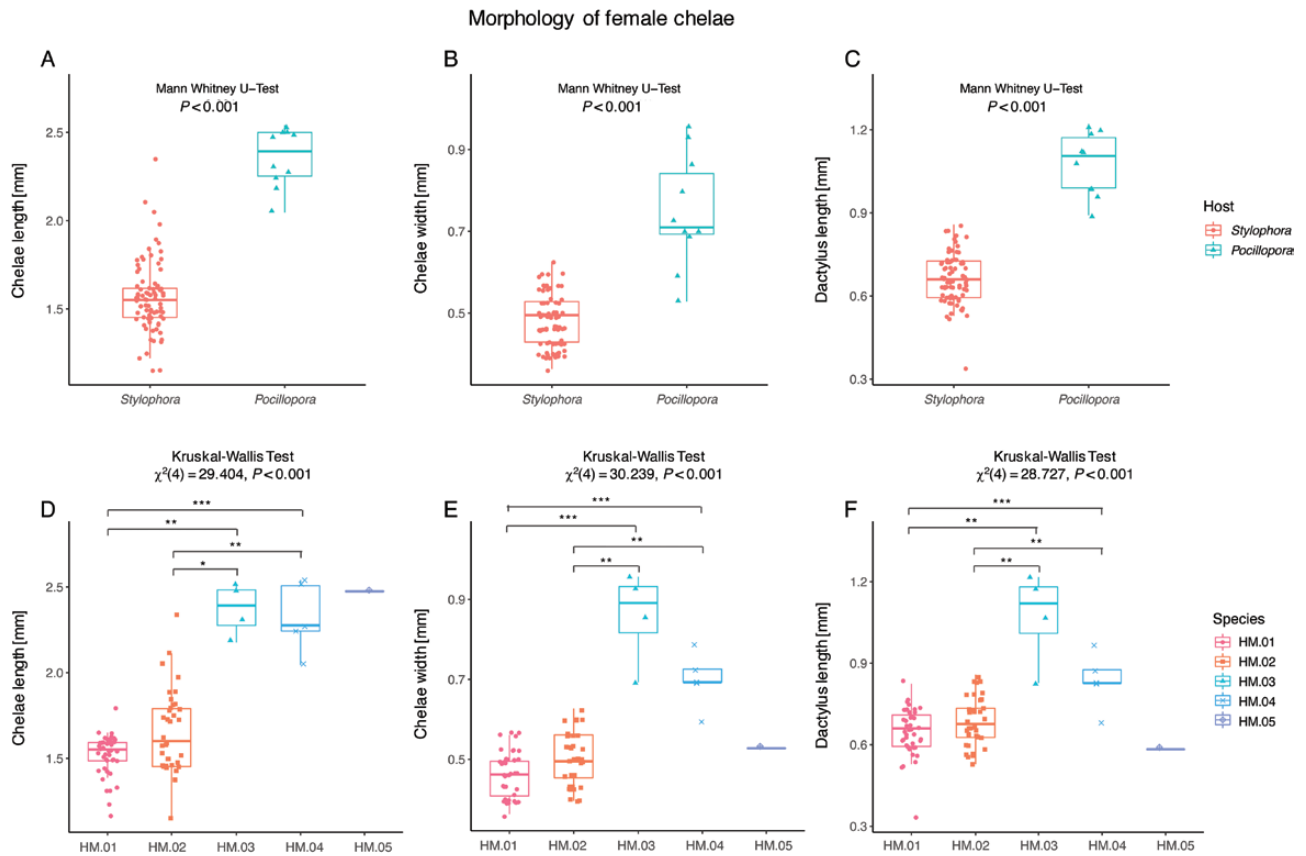 Morphology of female chelae
A
Mann Whitney U-Test
P<0.001
Chelae length [mm]
2.5
2.0
1.5
Stylophora
Pocillopora
B
Mann Whitney U-Test
P<0.001
Chelae width [mm]
0.9
0.7
0.5
Stylophora
Pocillopora
C
Mann Whitney U-Test
P<0.001
Dactylus length [mm]
1.2
0.9
0.6
0.3
Stylophora
Pocillopora
Host
Stylophora
Pocillopora
Kruskal-Wallis Test
χ²(4) = 29.404, P<0.001
D
***
**
**
*
Chelae length [mm]
2.5
2.0
1.5
HM.01 HM.02 HM.03 HM.04 HM.05
Kruskal-Wallis Test
χ²(4) = 30.239, P<0.001
E
***
***
**
**
Chelae width [mm]
0.9
0.7
0.5
HM.01 HM.02 HM.03 HM.04 HM.05
Kruskal-Wallis Test
χ²(4) = 28.727, P<0.001
F
***
**
**
**
Dactylus length [mm]
1.2
0.9
0.6
0.3
HM.01 HM.02 HM.03 HM.04 HM.05
Species
HM.01
HM.02
HM.03
HM.04
HM.05